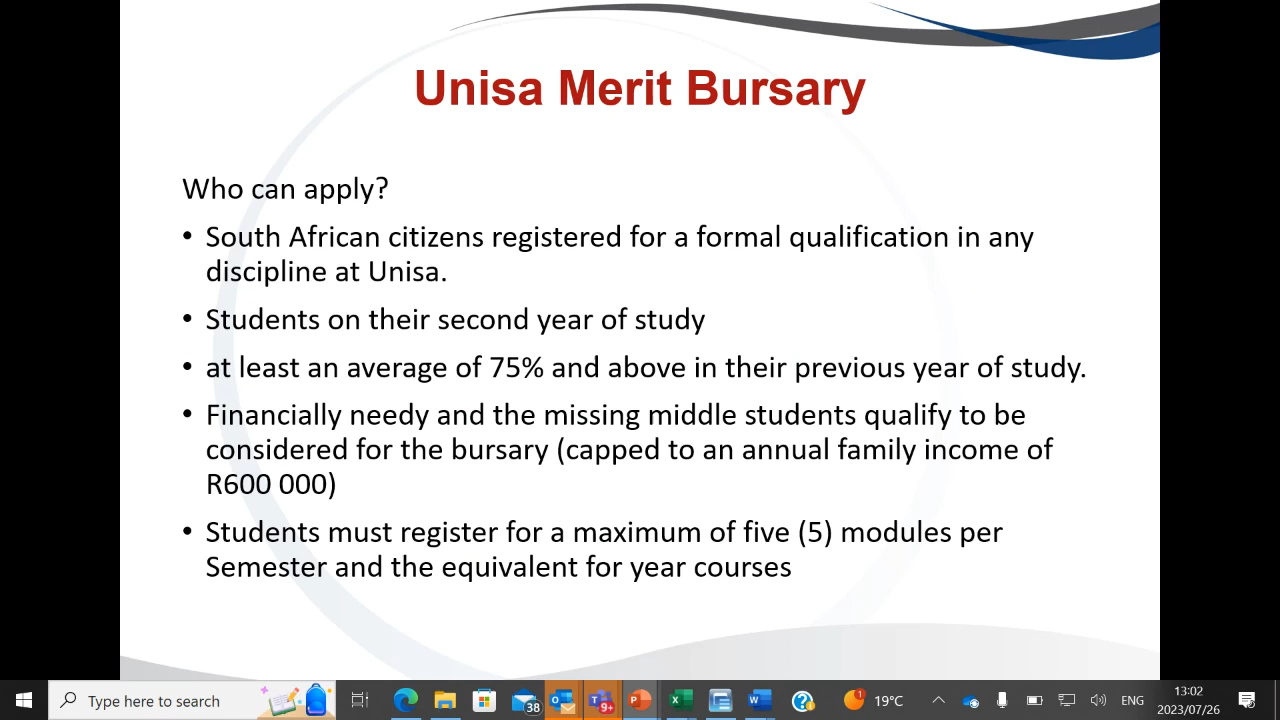 Unisa Merit Bursary
Who can apply?
• South African citizens registered for a formal qualification in any
discipline at Unisa.
• Students on their second year of study
• at least an average of 75% and above in their previous year of study.
• Financially needy and the missing middle students qualify to be
considered for the bursary (capped to an annual family income of
R600 000)
• Students must register for a maximum of five (5) modules per
Semester and the equivalent for year courses
Type here to search
38
9+
1
19°C
ENG
13:02
2023/07/26